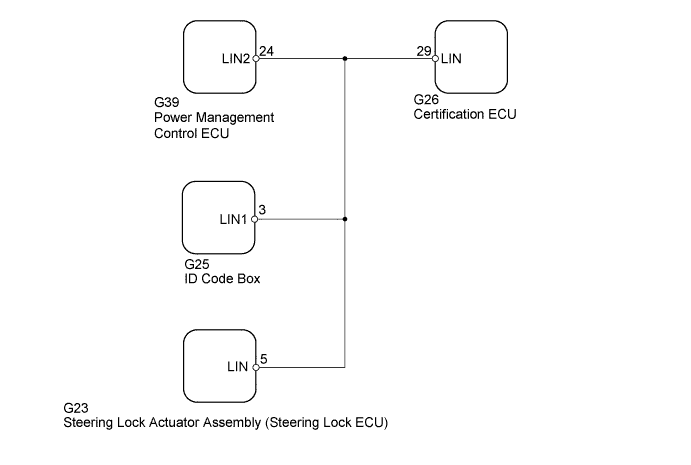 LIN2 24
29 LIN
G39
Power Management
Control ECU
G26
Certification ECU
LIN1 3
G25
ID Code Box
LIN 5
G23
Steering Lock Actuator Assembly (Steering Lock ECU)